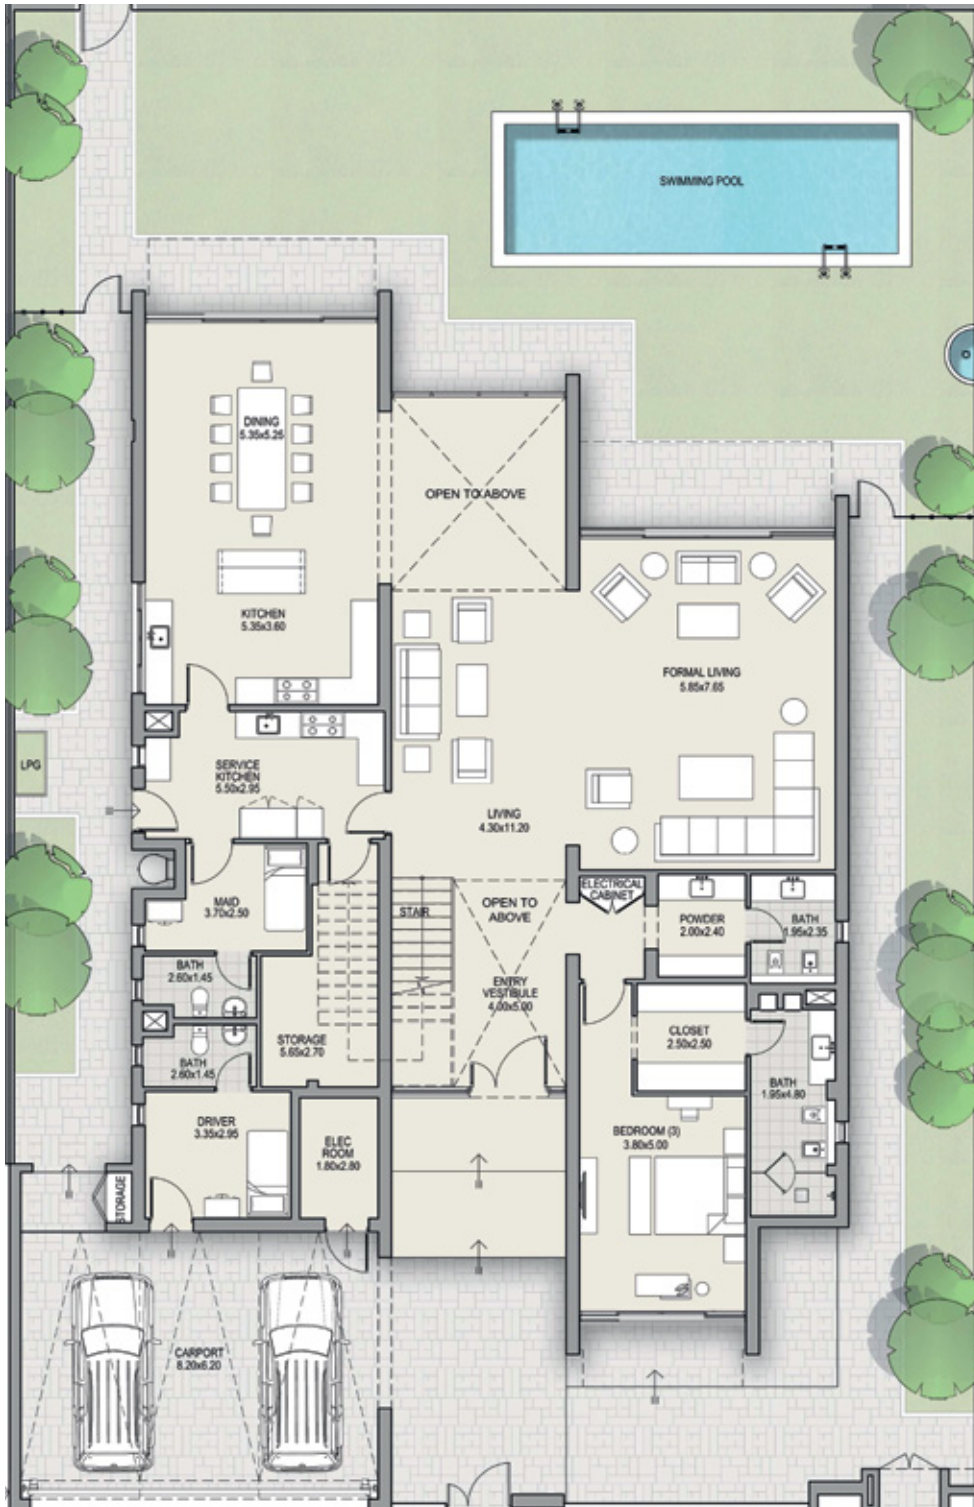 SWIMMING POOL
DINING
5.35x5.25
OPEN TO ABOVE
KITCHEN
5.35x3.60
FORMAL LIVING
5.85x7.65
LPG
SERVICE
KITCHEN
5.50x2.95
LIVING
4.30x11.20
ELECTRICAL
CABINET
MAID
3.70x2.50
STAIR
OPEN TO
ABOVE
POWDER
2.00x2.40
BATH
1.95x2.35
BATH
2.60x1.45
ENTRY
VESTIBULE
4.00x5.00
STORAGE
5.65x2.70
CLOSET
2.50x2.50
BATH
2.60x1.45
BATH
1.95x4.80
DRIVER
3.35x2.95
ELEC
ROOM
1.80x2.80
BEDROOM (3)
3.80x5.00
STORAGE
CARPORT
8.20x6.20